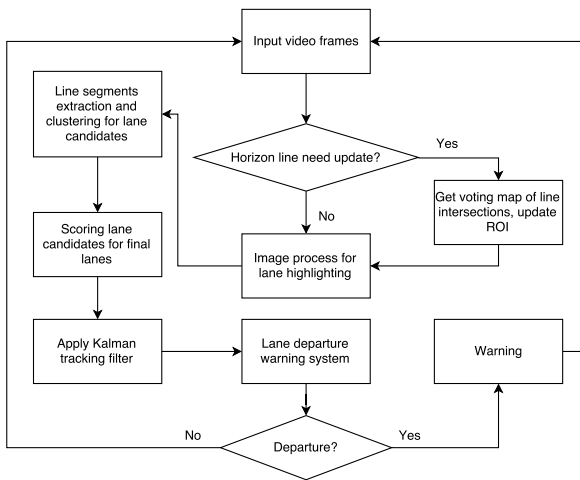 Input video frames
Line segments
extraction and
clustering for lane
candidates
Horizon line need update?
Yes
Get voting map of line
intersections, update
ROI
No
Scoring lane
candidates for final
lanes
Image process for
lane highlighting
Apply Kalman
tracking filter
Lane departure
warning system
Warning
No
Departure?
Yes